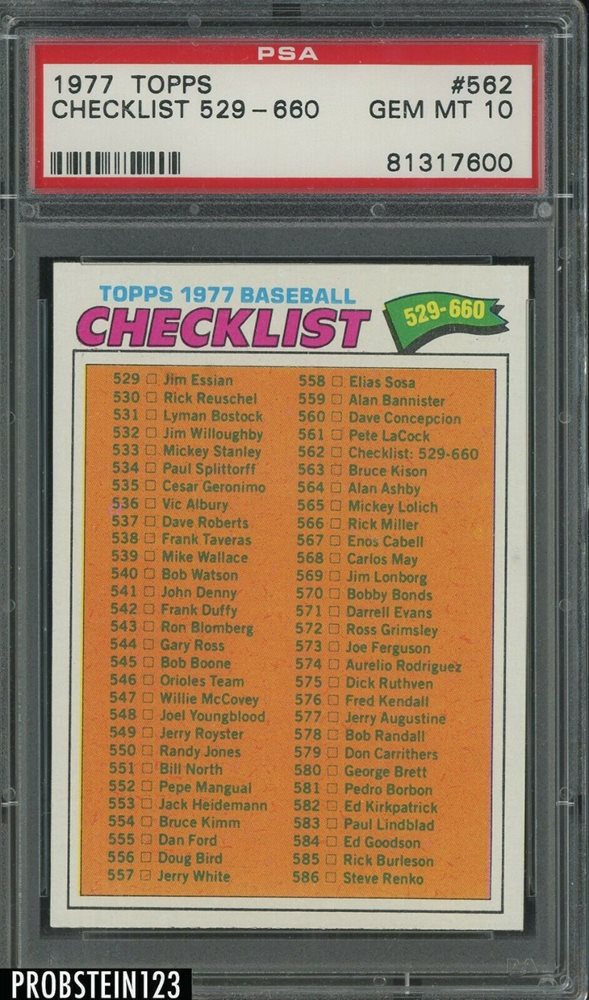 PSA
1977 TOPPS #562
CHECKLIST 529-660 GEM MT 10
81317600
TOPPS 1977 BASEBALL
CHECKLIST
529-660
529 Jim Essian
530 Rick Reuschel
531 Lyman Bostock
532 Jim Willoughby
533 Mickey Stanley
534 Paul Splittorff
535 Cesar Geronimo
536 Vic Albury
537 Dave Roberts
538 Frank Taveras
539 Mike Wallace
540 Bob Watson
541 John Denny
542 Frank Duffy
543 Ron Blomberg
544 Gary Ross
545 Bob Boone
546 Orioles Team
547 Willie McCovey
548 Joel Youngblood
549 Jerry Royster
550 Randy Jones
551 Bill North
552 Pepe Mangual
553 Jack Heidemann
554 Bruce Kimm
555 Dan Ford
556 Doug Bird
557 Jerry White
558 Elias Sosa
559 Alan Bannister
560 Dave Concepcion
561 Pete LaCock
562 Checklist: 529-660
563 Bruce Kison
564 Alan Ashby
565 Mickey Lolich
566 Rick Miller
567 Enos Cabell
568 Carlos May
569 Jim Lonborg
570 Bobby Bonds
571 Darrell Evans
572 Ross Grimsley
573 Joe Ferguson
574 Aurelio Rodriguez
575 Dick Ruthven
576 Fred Kendall
577 Jerry Augustine
578 Bob Randall
579 Don Carrithers
580 George Brett
581 Pedro Borbon
582 Ed Kirkpatrick
583 Paul Lindblad
584 Ed Goodson
585 Rick Burleson
586 Steve Renko
PROBSTEIN123